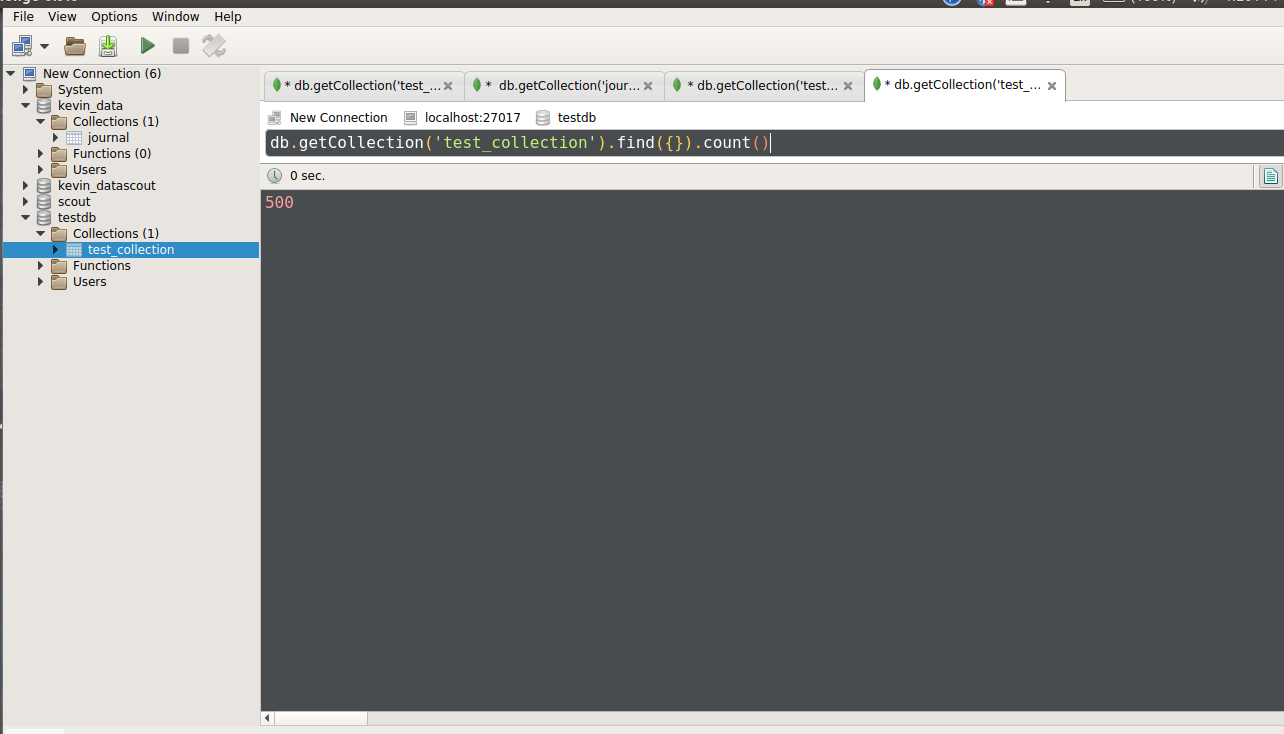 File View Options Window Help
New Connection (6)
System
kevin_data
Collections (1)
journal
Functions (0)
Users
kevin_datascout
scout
testdb
Collections (1)
test_collection
Functions
Users
* db.getCollection('test_... * db.getCollection('jour... * db.getCollection('test... * db.getCollection('test_...
New Connection localhost:27017 testdb
db.getCollection('test_collection').find({}).count()
0 sec.
500